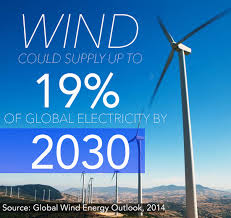 WIND
COULD SUPPLY UP TO
19%
OF GLOBAL ELECTRICITY BY
2030
Source: Global Wind Energy Outlook, 2014